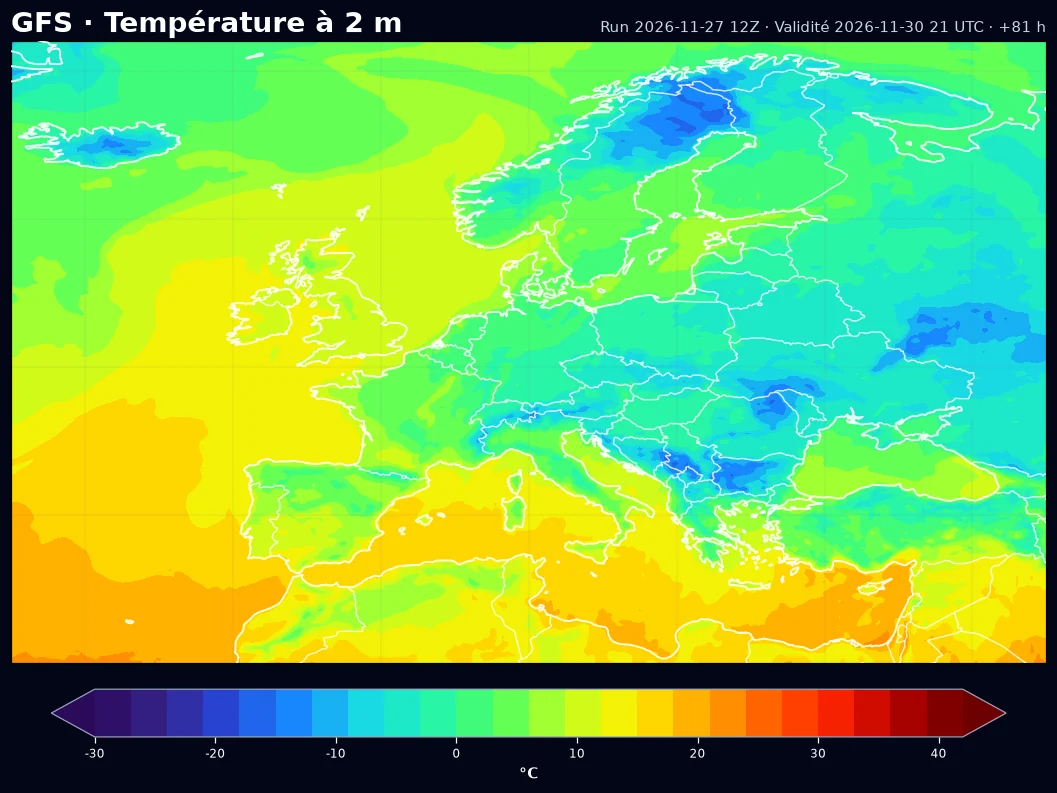 GFS · Température à 2 m
Run 2026-11-27 12Z · Validité 2026-11-30 21 UTC · +81 h
-30 -20 -10 0 10 20 30 40
°C